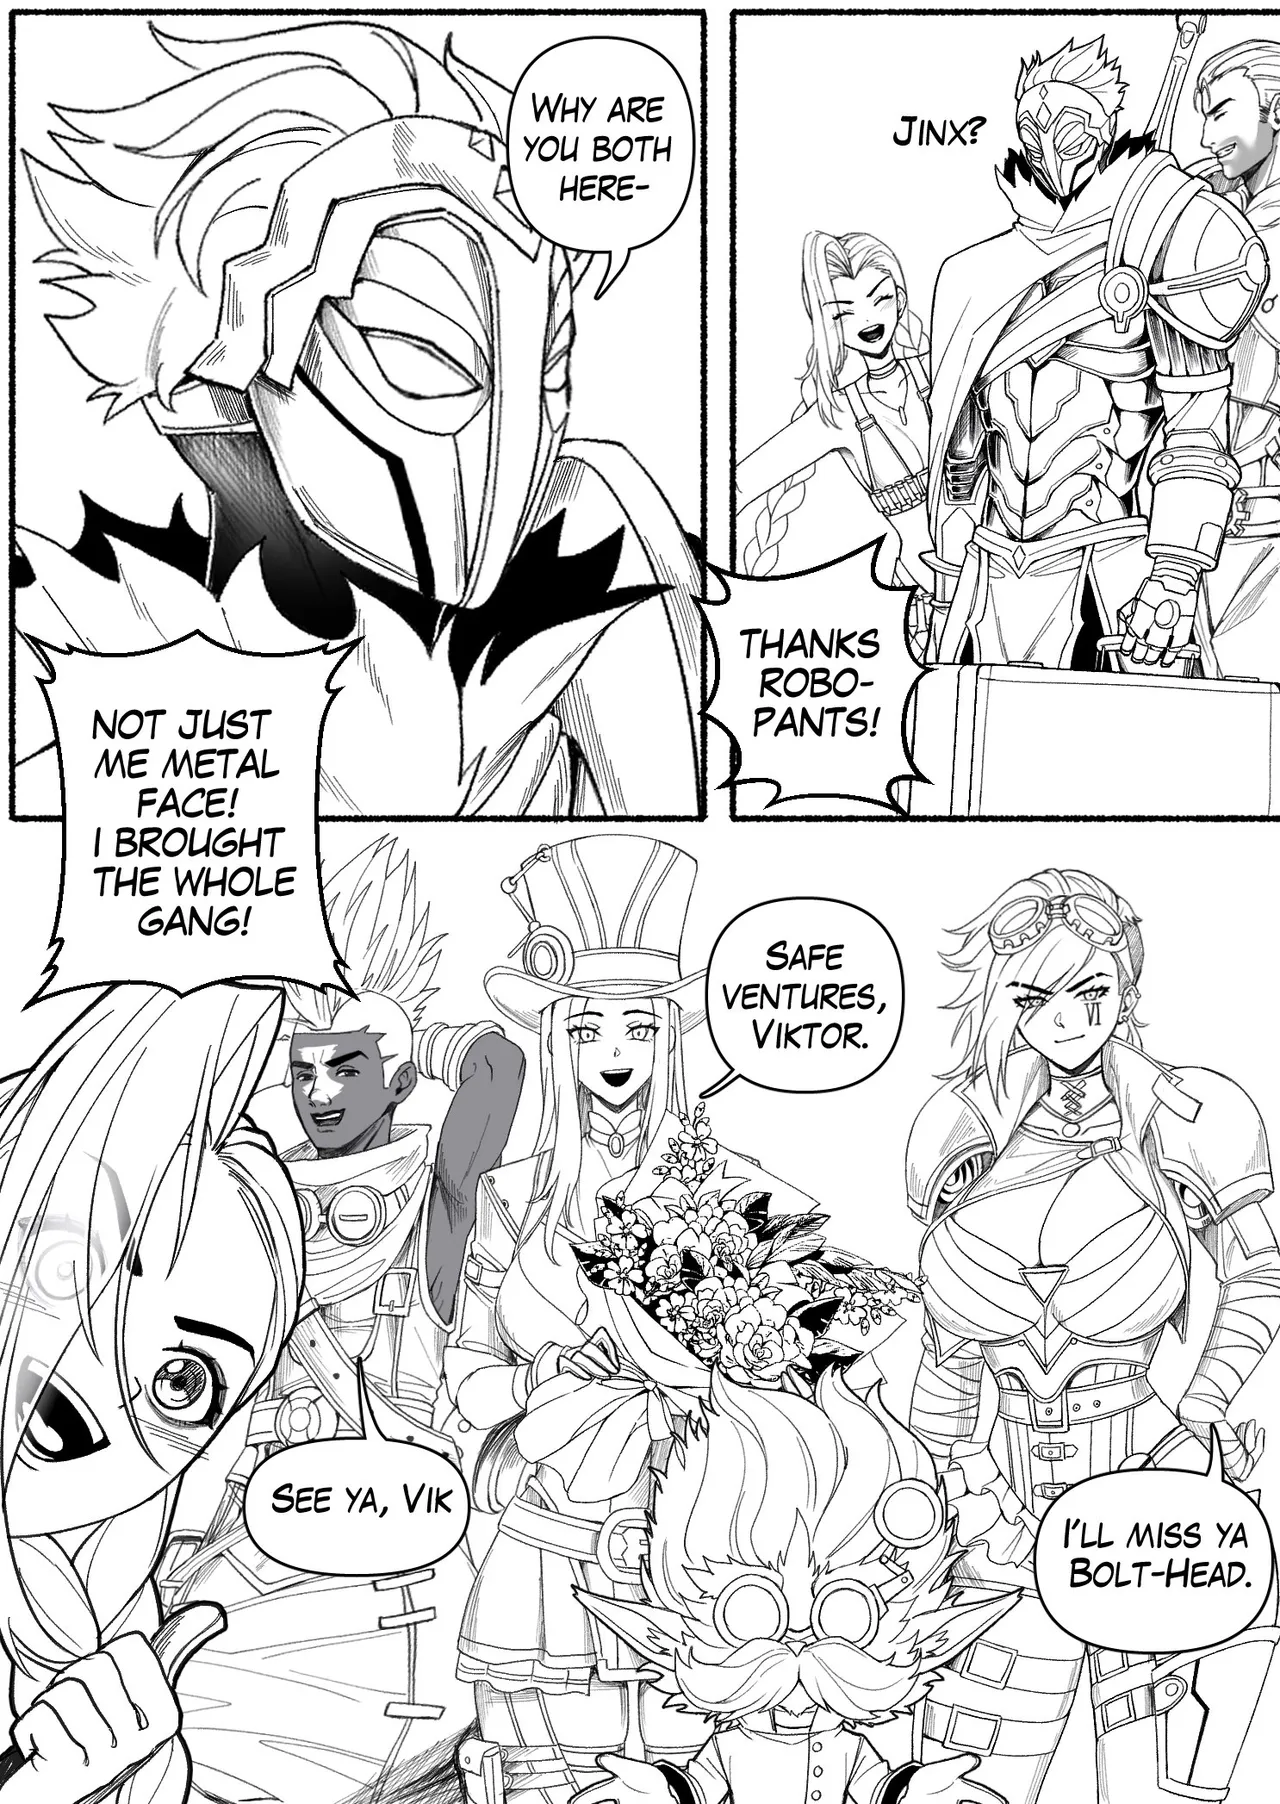 WHY ARE
YOU BOTH
HERE-
JINX?
THANKS
ROBO-
PANTS!
NOT JUST
ME METAL
FACE!
I BROUGHT
THE WHOLE
GANG!
SAFE
VENTURES,
VIKTOR.
SEE YA, VIK
I'LL MISS YA
BOLT-HEAD.
VI